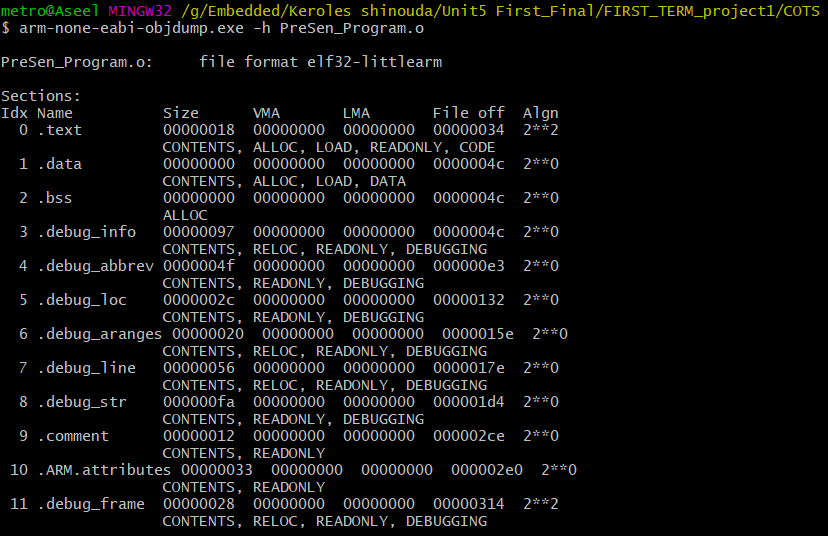 metro@Aseel MINGW32 /g/Embedded/Keroles shinouda/Unit5 First_Final/FIRST_TERM_project1/COTS
$ arm-none-eabi-objdump.exe -h PreSen_Program.o

PreSen_Program.o:     file format elf32-littlearm

Sections:
Idx Name          Size      VMA       LMA       File off  Algn
  0 .text         00000018  00000000  00000000  00000034  2**2
                  CONTENTS, ALLOC, LOAD, READONLY, CODE
  1 .data         00000000  00000000  00000000  0000004c  2**0
                  CONTENTS, ALLOC, LOAD, DATA
  2 .bss          00000000  00000000  00000000  0000004c  2**0
                  ALLOC
  3 .debug_info   00000097  00000000  00000000  0000004c  2**0
                  CONTENTS, RELOC, READONLY, DEBUGGING
  4 .debug_abbrev 0000004f  00000000  00000000  000000e3  2**0
                  CONTENTS, READONLY, DEBUGGING
  5 .debug_loc    0000002c  00000000  00000000  00000132  2**0
                  CONTENTS, READONLY, DEBUGGING
  6 .debug_aranges 00000020  00000000  00000000  0000015e  2**0
                  CONTENTS, RELOC, READONLY, DEBUGGING
  7 .debug_line   00000056  00000000  00000000  0000017e  2**0
                  CONTENTS, RELOC, READONLY, DEBUGGING
  8 .debug_str    000000fa  00000000  00000000  000001d4  2**0
                  CONTENTS, READONLY, DEBUGGING
  9 .comment      00000012  00000000  00000000  000002ce  2**0
                  CONTENTS, READONLY
 10 .ARM.attributes 00000033  00000000  00000000  000002e0  2**0
                  CONTENTS, READONLY
 11 .debug_frame  00000028  00000000  00000000  00000314  2**2
                  CONTENTS, RELOC, READONLY, DEBUGGING